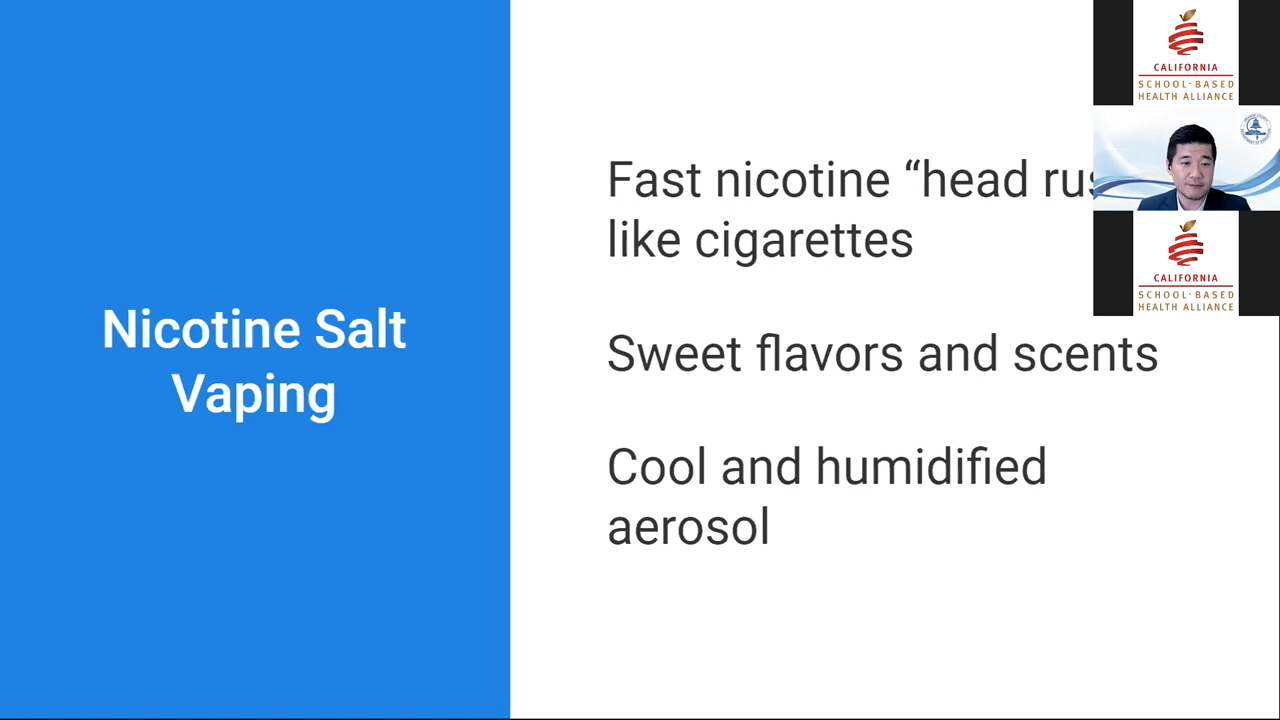 Nicotine Salt
Vaping
Fast nicotine “head
like cigarettes
Sweet flavors and scents
Cool and humidified
aerosol
CALIFORNIA
SCHOOL-BASED
HEALTH ALLIANCE
CALIFORNIA
SCHOOL-BASED
HEALTH ALLIANCE